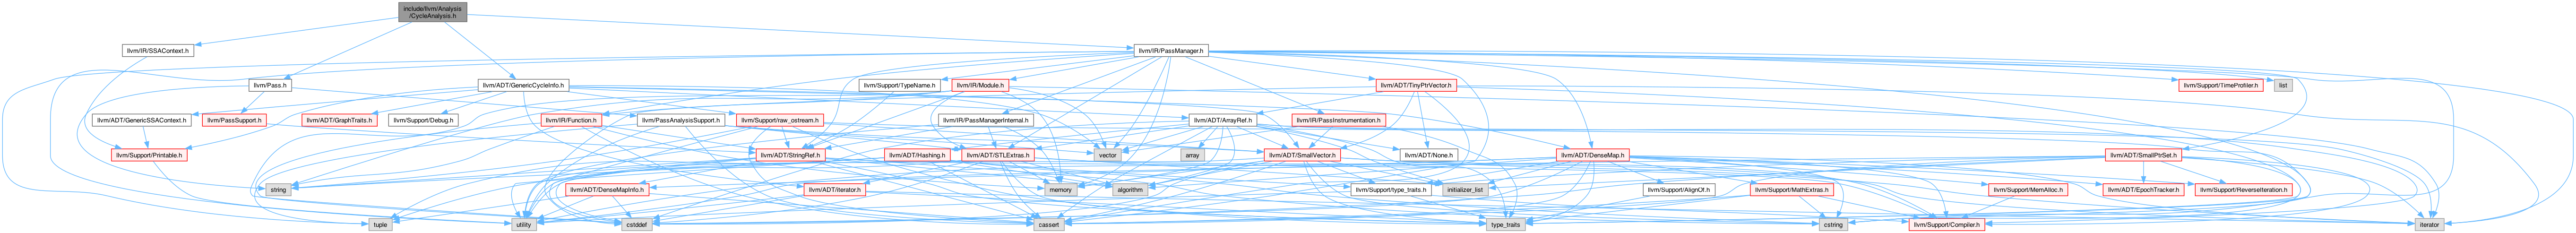 include/llvm/Analysis
/CycleAnalysis.h
llvm/IR/SSAContext.h
llvm/IR/PassManager.h
llvm/Pass.h
llvm/ADT/GenericCycleInfo.h
llvm/Support/TypeName.h
llvm/IR/Module.h
llvm/ADT/TinyPtrVector.h
llvm/Support/TimeProfiler.h
list
llvm/ADT/GenericSSAContext.h
llvm/PassSupport.h
llvm/ADT/GraphTraits.h
llvm/Support/Debug.h
llvm/IR/Function.h
llvm/PassAnalysisSupport.h
llvm/Support/raw_ostream.h
llvm/IR/PassManagerInternal.h
llvm/ADT/ArrayRef.h
llvm/IR/PassInstrumentation.h
llvm/Support/Printable.h
llvm/ADT/StringRef.h
llvm/ADT/Hashing.h
llvm/ADT/STLExtras.h
vector
array
llvm/ADT/SmallVector.h
llvm/ADT/None.h
llvm/ADT/DenseMap.h
llvm/ADT/SmallPtrSet.h
string
llvm/ADT/DenseMapInfo.h
llvm/ADT/iterator.h
memory
algorithm
llvm/Support/type_traits.h
initializer_list
llvm/Support/AlignOf.h
llvm/Support/MathExtras.h
llvm/Support/MemAlloc.h
llvm/ADT/EpochTracker.h
llvm/Support/ReverseIteration.h
tuple
utility
cstddef
cassert
type_traits
cstring
llvm/Support/Compiler.h
iterator